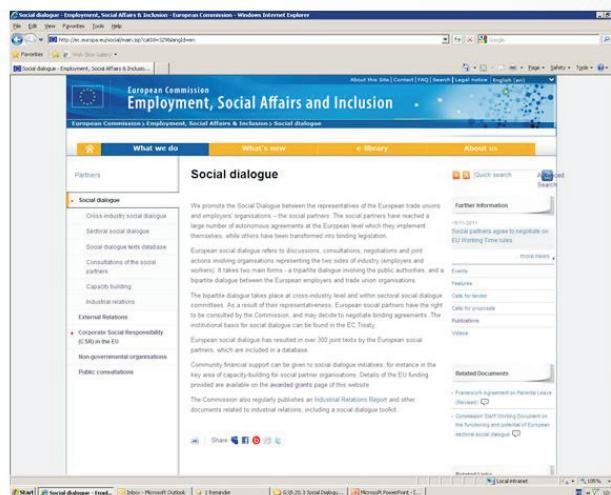 Social dialogue - Employment, Social Affairs & Inclusion - European Commission - Windows Internet Explorer
File Edit View Favorites Tools Help
Google
Favorites
Social dialogue - Employment, Social Affairs & Inclusio...
Page Safety Tools
About this Site | Contact | FAQ | Search | Legal notice | English (en)
European Commission
Employment, Social Affairs and Inclusion
European Commission > Employment, Social Affairs & Inclusion > Social dialogue
What we do What's new e-library About us
Partners
Social dialogue
Cross-industry social dialogue
Sectoral social dialogue
Social dialogue texts database
Consultations of the social
partners
Capacity building
Industrial relations
External Relations
Corporate Social Responsibility
(CSR) in the EU
Non-governmental organisations
Public consultations
Social dialogue
We promote the Social Dialogue between the representatives of the European trade unions
and employers' organisations – the social partners. The social partners have reached a
large number of autonomous agreements at the European level which they implement
themselves, while others have been transformed into binding legislation.
European social dialogue refers to discussions, consultations, negotiations and joint
actions involving organisations representing the two sides of industry (employers and
workers). It takes two main forms - a tripartite dialogue involving the public authorities, and a
bipartite dialogue between the European employers and trade union organisations.
The bipartite dialogue takes place at cross-industry level and within sectoral social dialogue
committees. As a result of their representativeness, European social partners have the right
to be consulted by the Commission, and may decide to negotiate binding agreements. The
institutional basis for social dialogue can be found in the EC Treaty.
European social dialogue has resulted in over 300 joint texts by the European social
partners, which are included in a database.
Community financial support can be given to social dialogue initiatives, for instance in the
key area of capacity-building for social partner organisations. Details of the EU funding
provided are available on the awarded grants page of this website.
The Commission also regularly publishes an Industrial Relations Report and other
documents related to industrial relations, including a social dialogue toolkit.
Share
Quick search
Advanced
Search
Further Information
Social partners agree to negotiate on
EU Working Time rules
... more news
Events
Features
Calls for tender
Calls for proposals
Publications
Videos
Related Documents
Framework Agreement on Parental Leave
(Revised)
Commission Staff Working Document on
the functioning and potential of European
sectoral social dialogue
Related Links
Local intranet 105%
Start Social dialogue - Empl... Inbox - Microsoft Outlook 1 Reminder Microsoft PowerPoint - [...